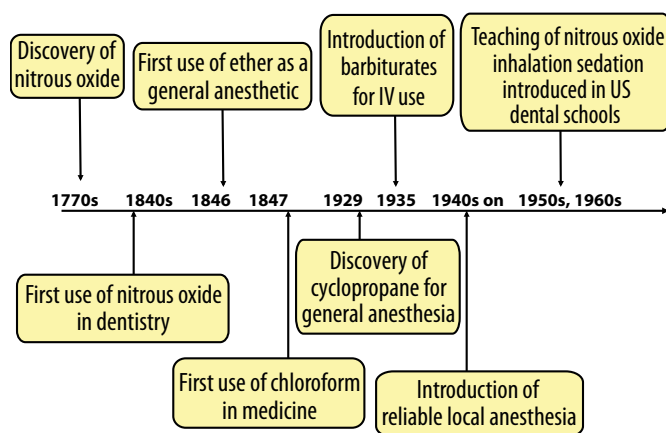 Discovery of
nitrous oxide
First use of ether as a
general anesthetic
Introduction of
barbiturates
for IV use
Teaching of nitrous oxide
inhalation sedation
introduced in US
dental schools
1770s 1840s 1846 1847 1929 1935 1940s on 1950s, 1960s
First use of nitrous oxide
in dentistry
First use of chloroform
in medicine
Discovery of
cyclopropane for
general anesthesia
Introduction of
reliable local anesthesia